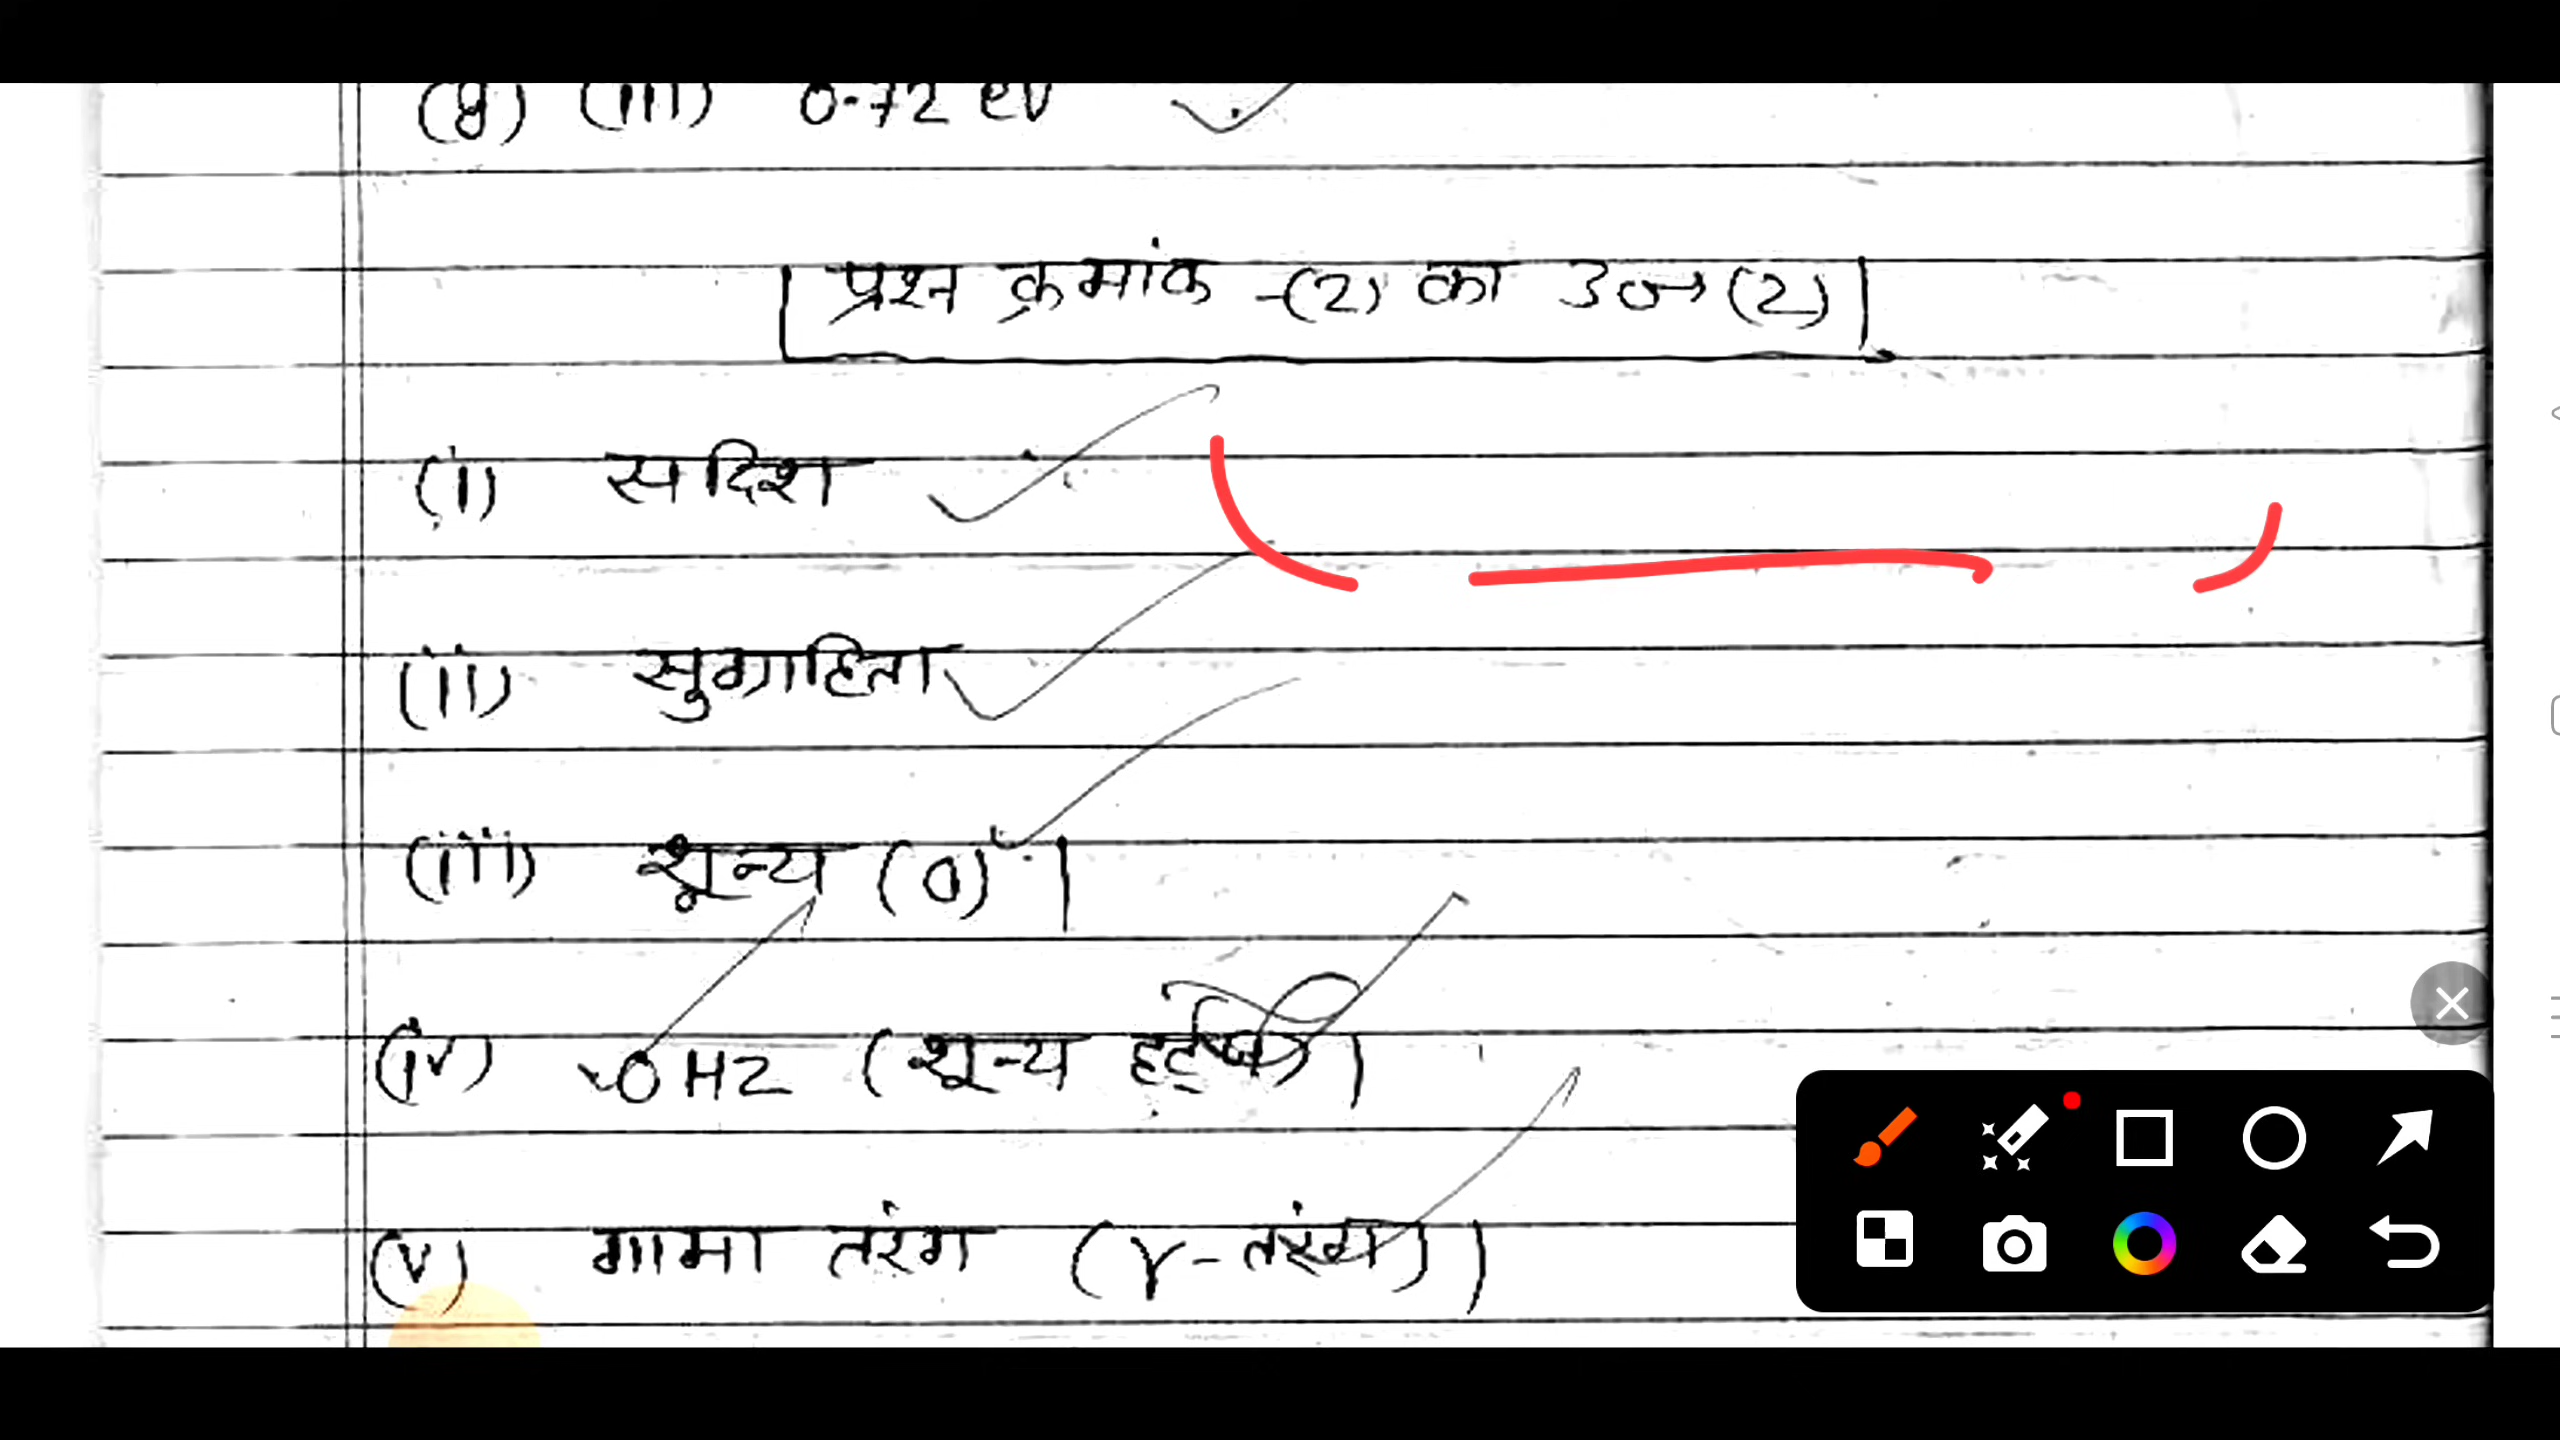 (8) (iii) 0.72 ev
प्रश्न क्रमांक -(2) का उ०→ (2)
(i) सदिश
(ii) सुग्राहिता
(iii) शून्य (0) |
(iv) 0 HZ (शून्य हर्ट्ज) |
(v) गामा तरंग (γ - तरंग) |